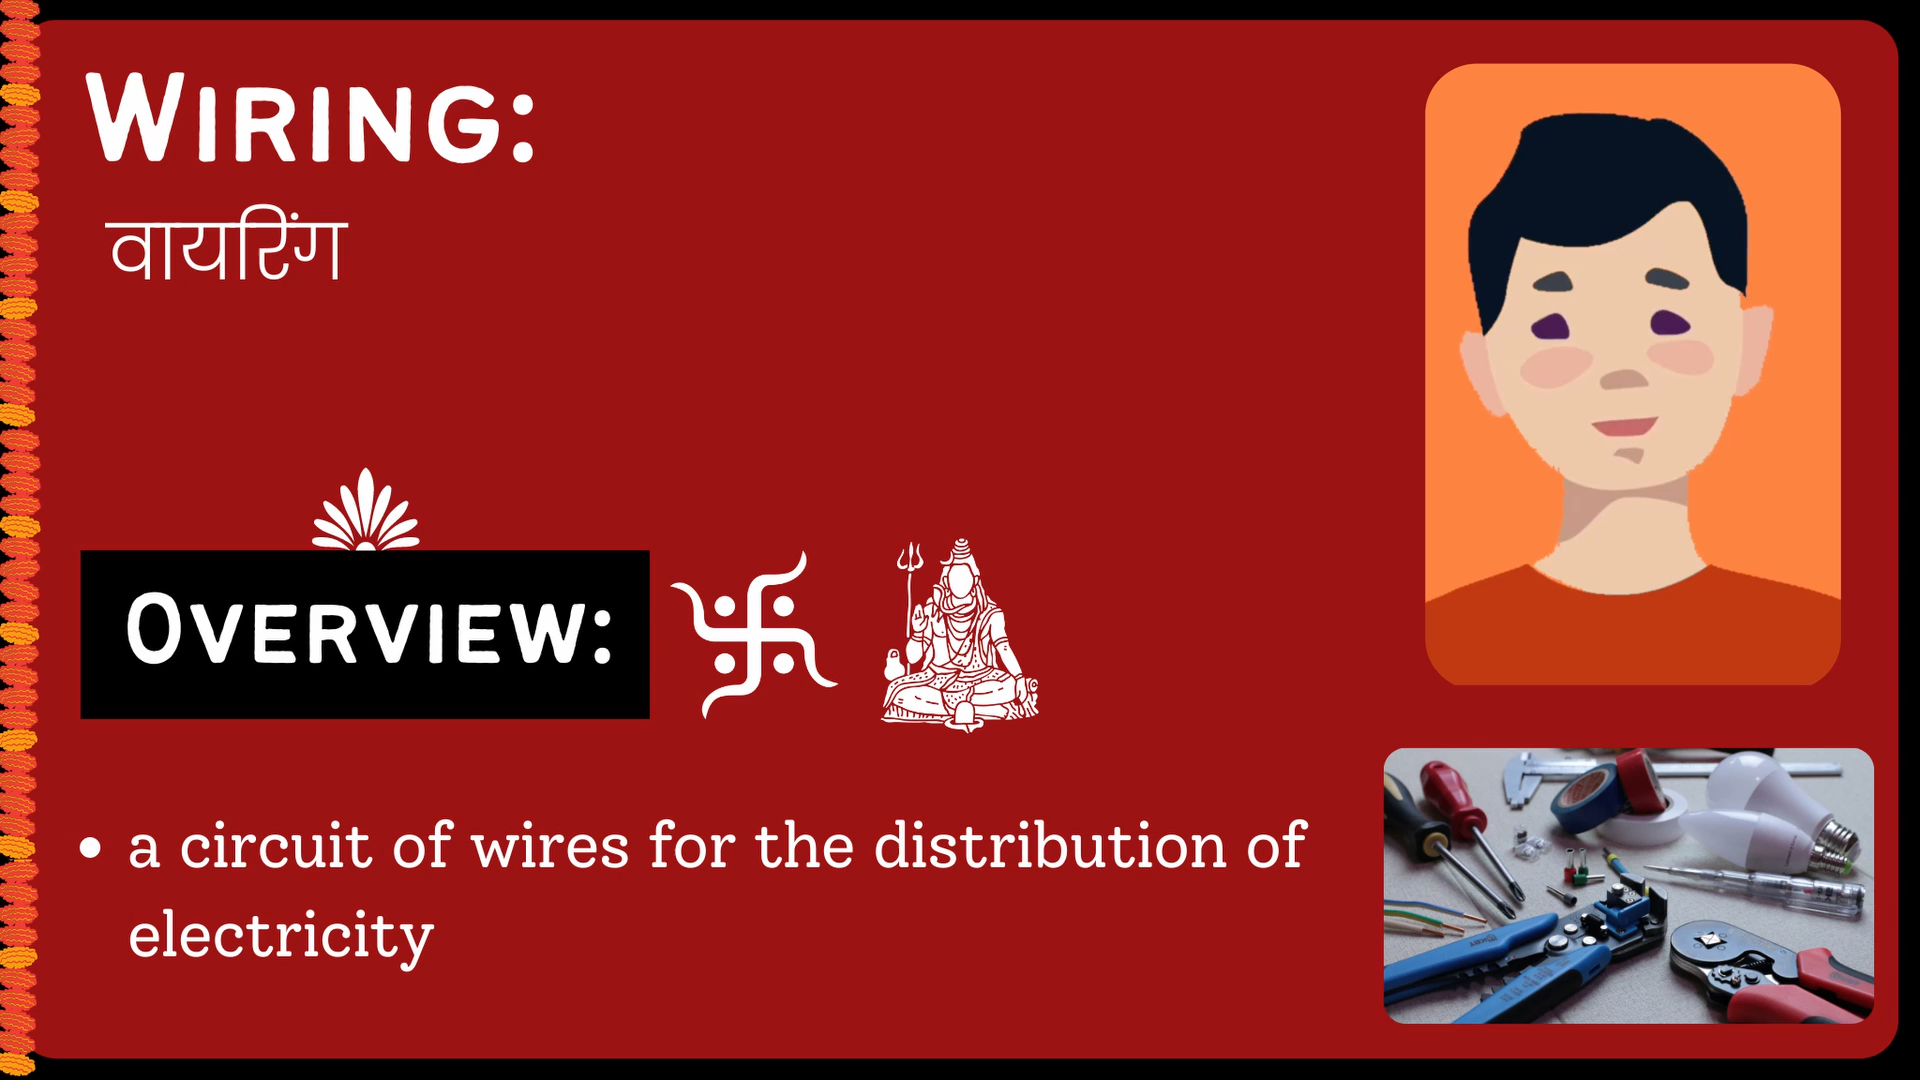 Wiring:
वायरिंग
Overview:
• a circuit of wires for the distribution of
electricity